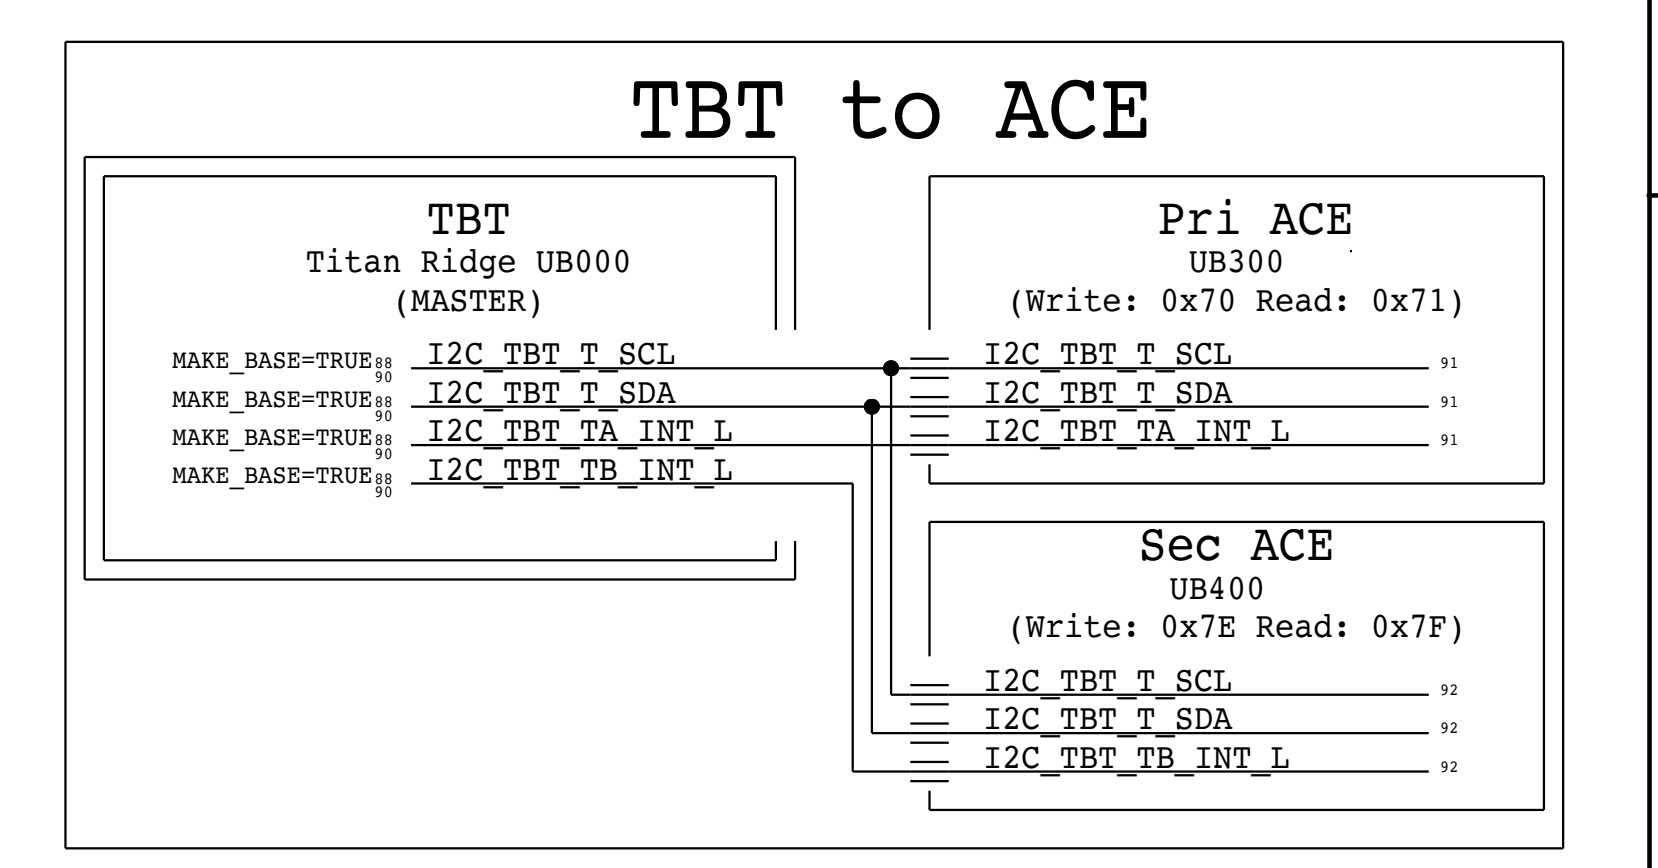 TBT to ACE
TBT
Titan Ridge UB000
(MASTER)
MAKE_BASE=TRUE 88 90 I2C_TBT_T_SCL
MAKE_BASE=TRUE 88 90 I2C_TBT_T_SDA
MAKE_BASE=TRUE 88 90 I2C_TBT_TA_INT_L
MAKE_BASE=TRUE 88 90 I2C_TBT_TB_INT_L
Pri ACE
UB300
(Write: 0x70 Read: 0x71)
I2C_TBT_T_SCL 91
I2C_TBT_T_SDA 91
I2C_TBT_TA_INT_L 91
Sec ACE
UB400
(Write: 0x7E Read: 0x7F)
I2C_TBT_T_SCL 92
I2C_TBT_T_SDA 92
I2C_TBT_TB_INT_L 92